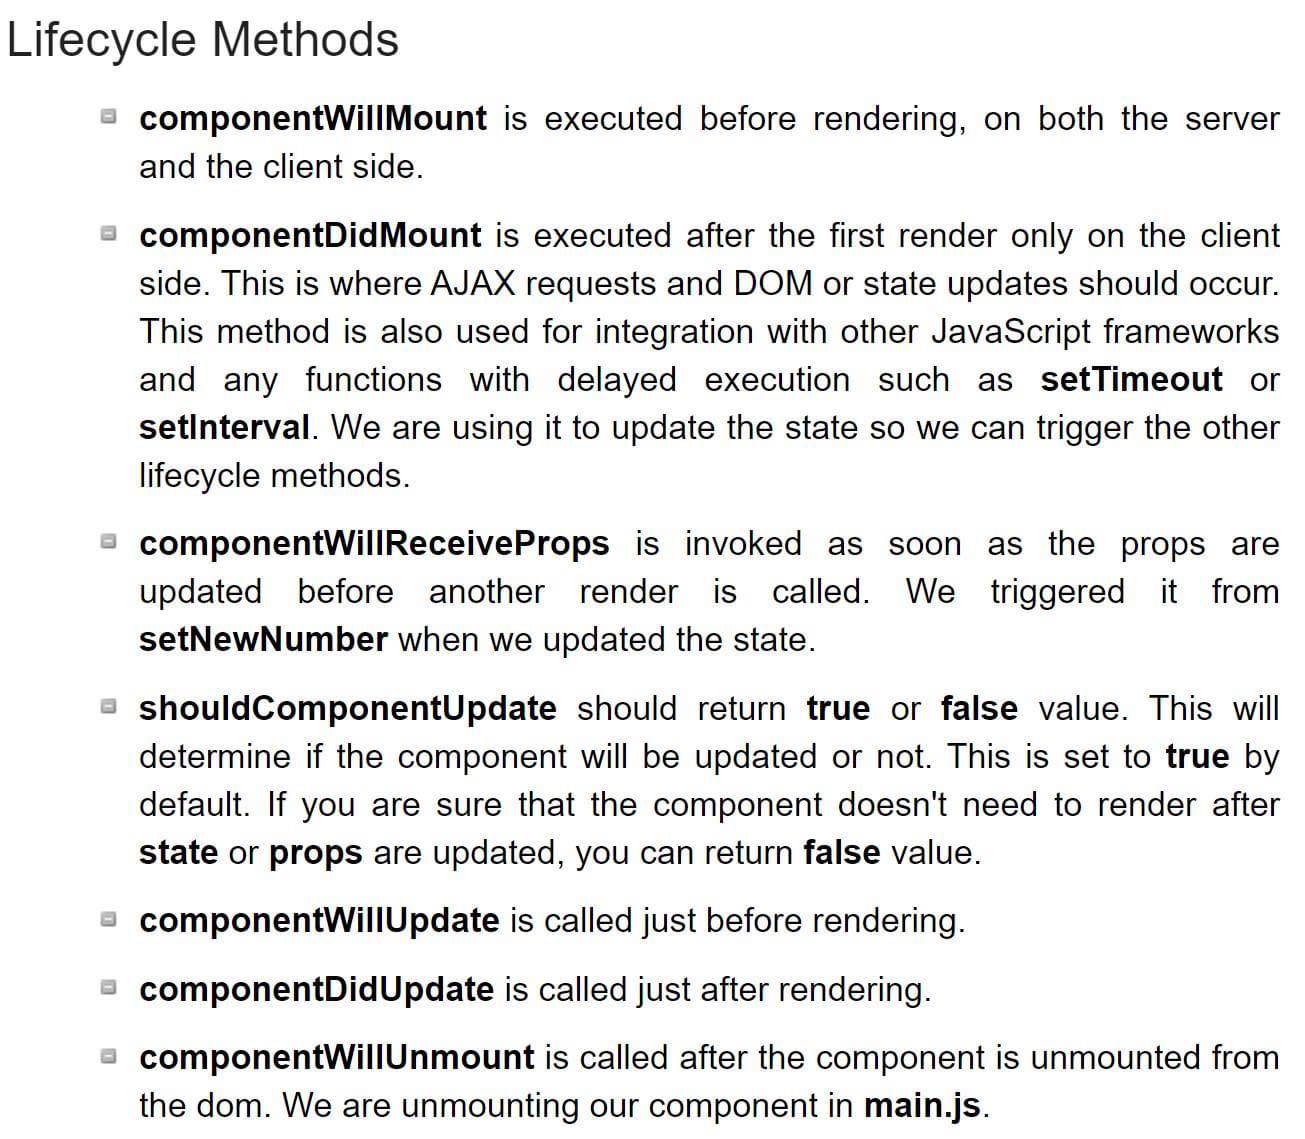 Lifecycle Methods
componentWillMount is executed before rendering, on both the server
and the client side.
componentDidMount is executed after the first render only on the client
side. This is where AJAX requests and DOM or state updates should occur.
This method is also used for integration with other JavaScript frameworks
and any functions with delayed execution such as setTimeout or
setInterval. We are using it to update the state so we can trigger the other
lifecycle methods.
componentWillReceiveProps is invoked as soon as the props are
updated before another render is called. We triggered it from
setNewNumber when we updated the state.
shouldComponentUpdate should return true or false value. This will
determine if the component will be updated or not. This is set to true by
default. If you are sure that the component doesn't need to render after
state or props are updated, you can return false value.
componentWillUpdate is called just before rendering.
componentDidUpdate is called just after rendering.
componentWillUnmount is called after the component is unmounted from
the dom. We are unmounting our component in main.js.